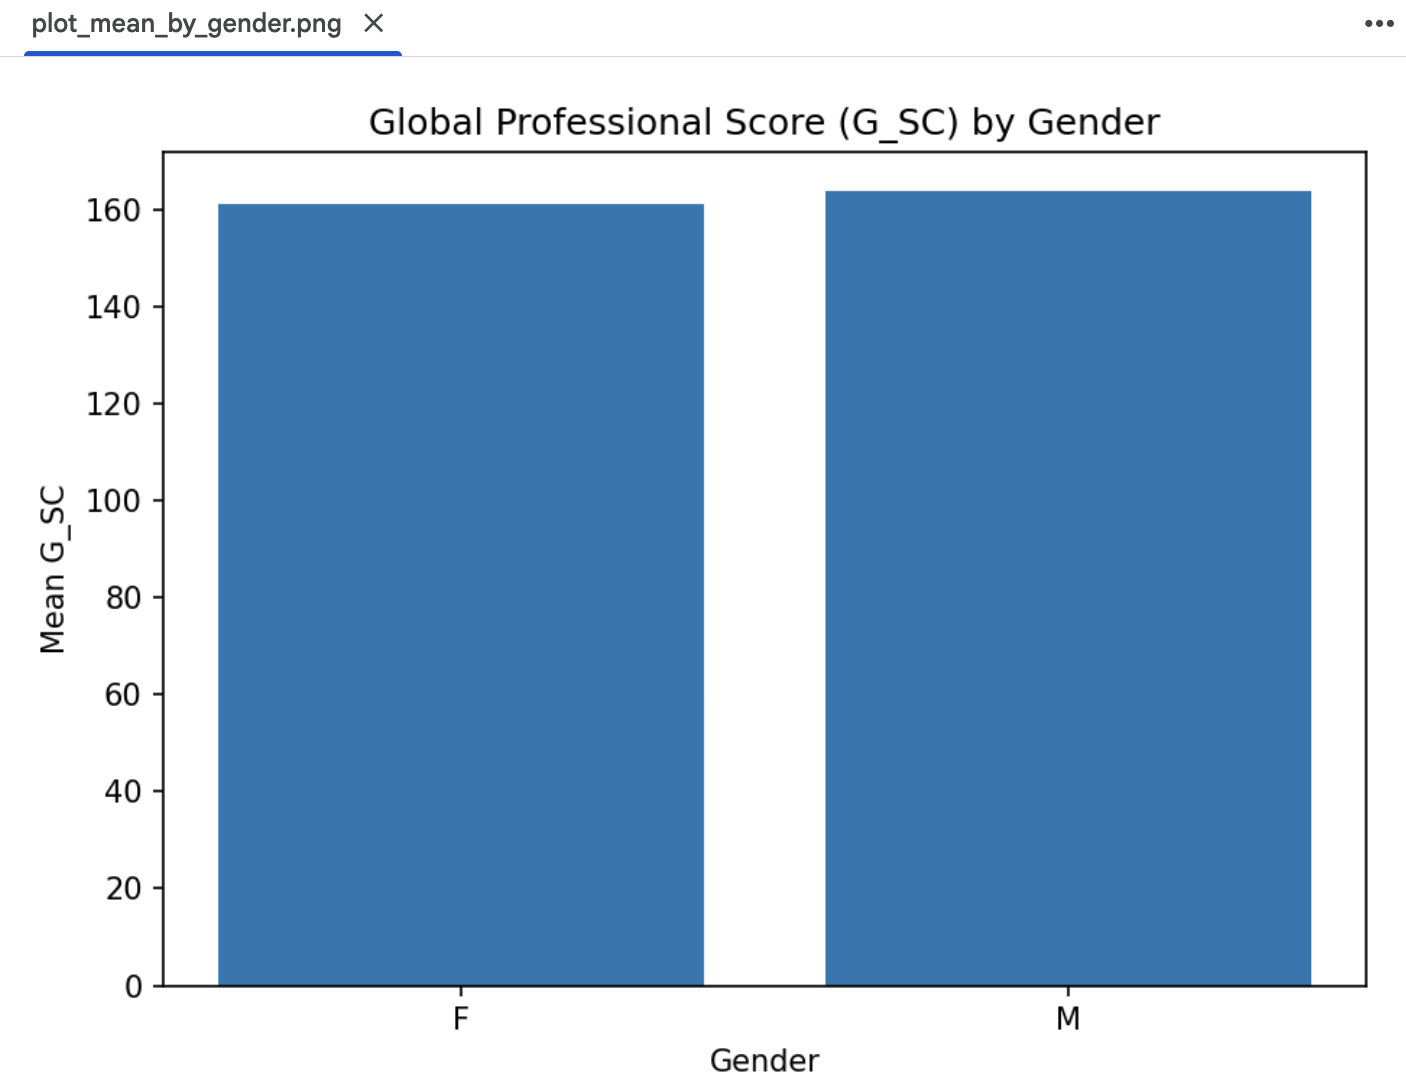 plot_mean_by_gender.png
Global Professional Score (G_SC) by Gender
160
140
120
100
80
60
40
20
0
Mean G_SC
F M
Gender